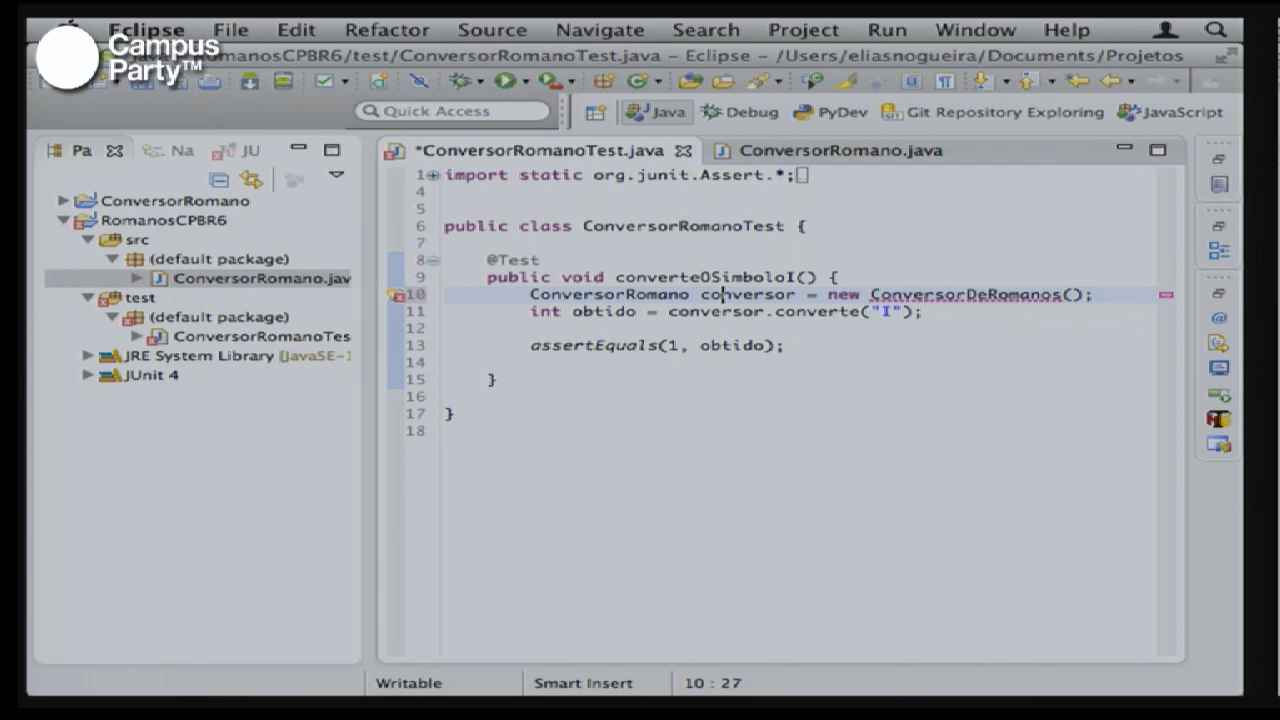 Campus
Party™
Eclipse File Edit Refactor Source Navigate Search Project Run Window Help
RomanosCPBR6/test/ConversorRomanoTest.java – Eclipse – /Users/eliasnogueira/Documents/Projetos
Quick Access
Java Debug PyDev Git Repository Exploring JavaScript
Pa Na JU
*ConversorRomanoTest.java ConversorRomano.java
ConversorRomano
RomanosCPBR6
src
(default package)
ConversorRomano.jav
test
(default package)
ConversorRomanoTes
JRE System Library [JavaSE-1
JUnit 4
1 import static org.junit.Assert.*;
4
5
6 public class ConversorRomanoTest {
7
8 @Test
9 public void converteOSimboloI() {
10 ConversorRomano conversor = new ConversorDeRomanos();
11 int obtido = conversor.converte("I");
12
13 assertEquals(1, obtido);
14
15 }
16
17 }
18
Writable Smart Insert 10 : 27